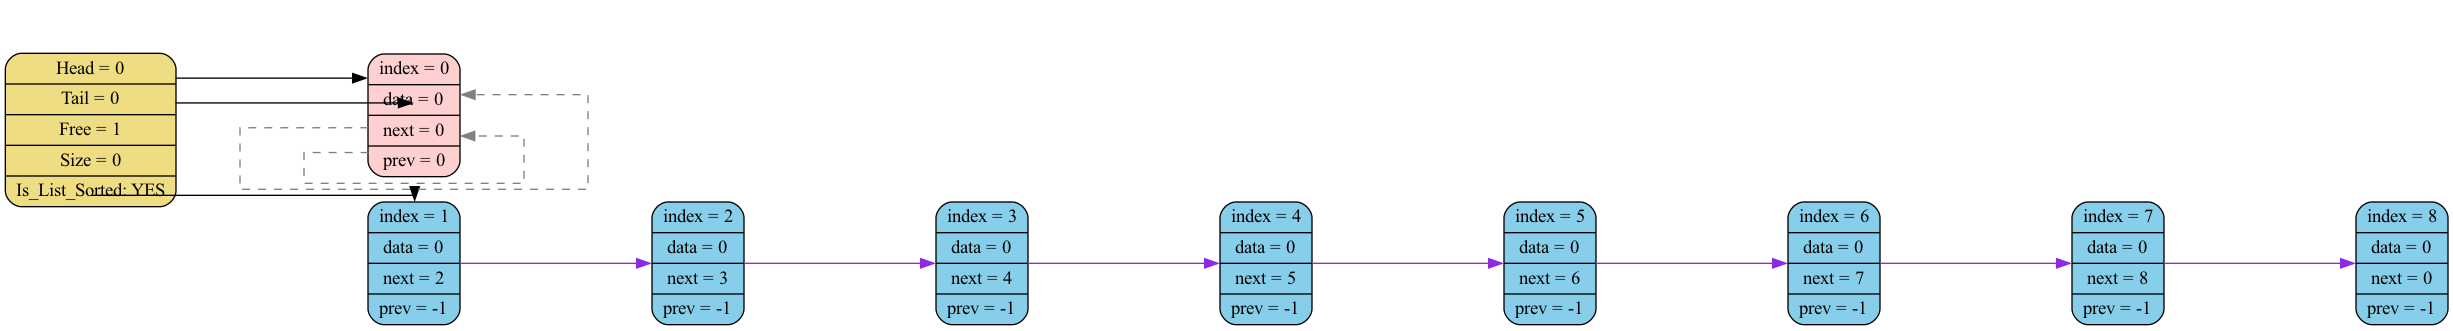 Head = 0
Tail = 0
Free = 1
Size = 0
Is_List_Sorted: YES
index = 0
data = 0
next = 0
prev = 0
index = 1
data = 0
next = 2
prev = -1
index = 2
data = 0
next = 3
prev = -1
index = 3
data = 0
next = 4
prev = -1
index = 4
data = 0
next = 5
prev = -1
index = 5
data = 0
next = 6
prev = -1
index = 6
data = 0
next = 7
prev = -1
index = 7
data = 0
next = 8
prev = -1
index = 8
data = 0
next = 0
prev = -1